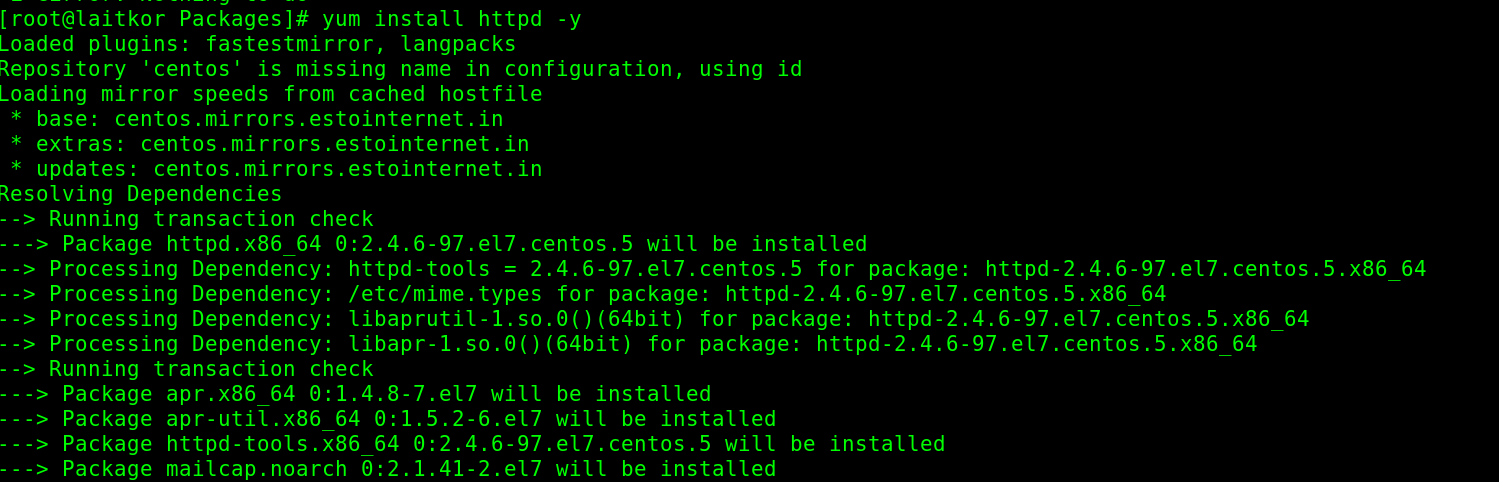 [root@laitkor Packages]# yum install httpd -y
Loaded plugins: fastestmirror, langpacks
Repository 'centos' is missing name in configuration, using id
Loading mirror speeds from cached hostfile
 * base: centos.mirrors.estointernet.in
 * extras: centos.mirrors.estointernet.in
 * updates: centos.mirrors.estointernet.in
Resolving Dependencies
--> Running transaction check
---> Package httpd.x86_64 0:2.4.6-97.el7.centos.5 will be installed
--> Processing Dependency: httpd-tools = 2.4.6-97.el7.centos.5 for package: httpd-2.4.6-97.el7.centos.5.x86_64
--> Processing Dependency: /etc/mime.types for package: httpd-2.4.6-97.el7.centos.5.x86_64
--> Processing Dependency: libaprutil-1.so.0()(64bit) for package: httpd-2.4.6-97.el7.centos.5.x86_64
--> Processing Dependency: libapr-1.so.0()(64bit) for package: httpd-2.4.6-97.el7.centos.5.x86_64
--> Running transaction check
---> Package apr.x86_64 0:1.4.8-7.el7 will be installed
---> Package apr-util.x86_64 0:1.5.2-6.el7 will be installed
---> Package httpd-tools.x86_64 0:2.4.6-97.el7.centos.5 will be installed
---> Package mailcap.noarch 0:2.1.41-2.el7 will be installed